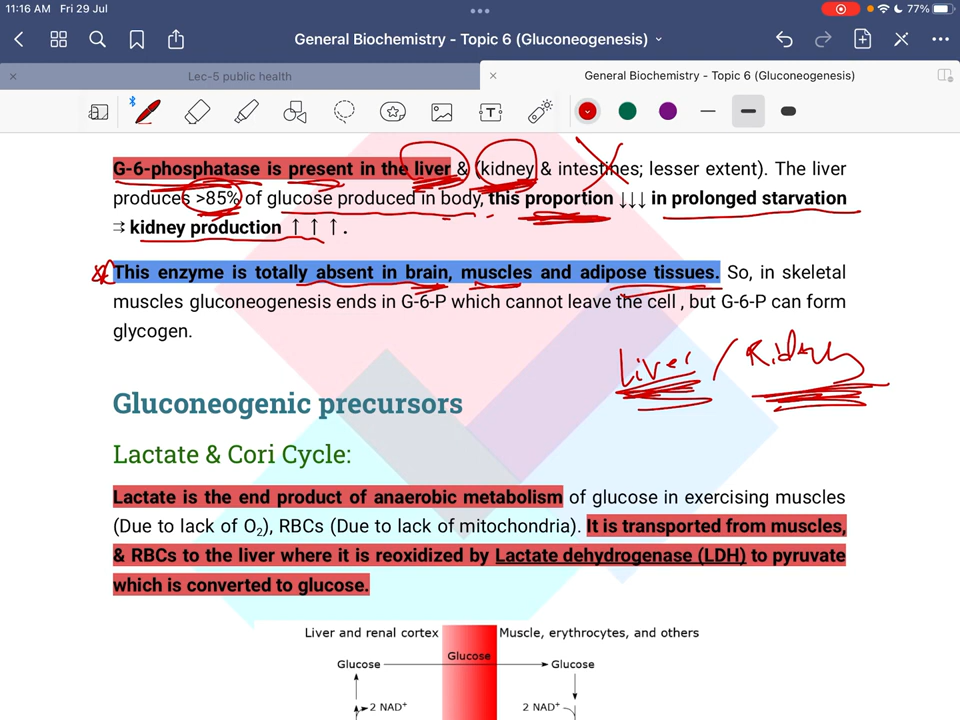 11:16 AM Fri 29 Jul
77%
General Biochemistry - Topic 6 (Gluconeogenesis)
Lec-5 public health
General Biochemistry - Topic 6 (Gluconeogenesis)
G-6-phosphatase is present in the liver & (kidney & intestines; lesser extent). The liver
produces >85% of glucose produced in body, this proportion ↓↓↓ in prolonged starvation
⇉ kidney production ↑ ↑ ↑ .
This enzyme is totally absent in brain, muscles and adipose tissues. So, in skeletal
muscles gluconeogenesis ends in G-6-P which cannot leave the cell , but G-6-P can form
glycogen.
Liver / Kidney
Gluconeogenic precursors
Lactate & Cori Cycle:
Lactate is the end product of anaerobic metabolism of glucose in exercising muscles
(Due to lack of O₂), RBCs (Due to lack of mitochondria). It is transported from muscles,
& RBCs to the liver where it is reoxidized by Lactate dehydrogenase (LDH) to pyruvate
which is converted to glucose.
Liver and renal cortex Muscle, erythrocytes, and others
Glucose Glucose Glucose
2 NAD⁺ 2 NAD⁺